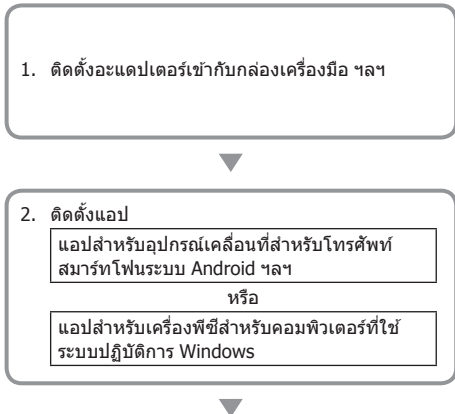 1. ติดตั้งอะแดปเตอร์เข้ากับกล่องเครื่องมือ ฯลฯ
2. ติดตั้งแอป
แอปสำหรับอุปกรณ์เคลื่อนที่สำหรับโทรศัพท์
สมาร์ทโฟนระบบ Android ฯลฯ
หรือ
แอปสำหรับเครื่องพีซีสำหรับคอมพิวเตอร์ที่ใช้
ระบบปฏิบัติการ Windows